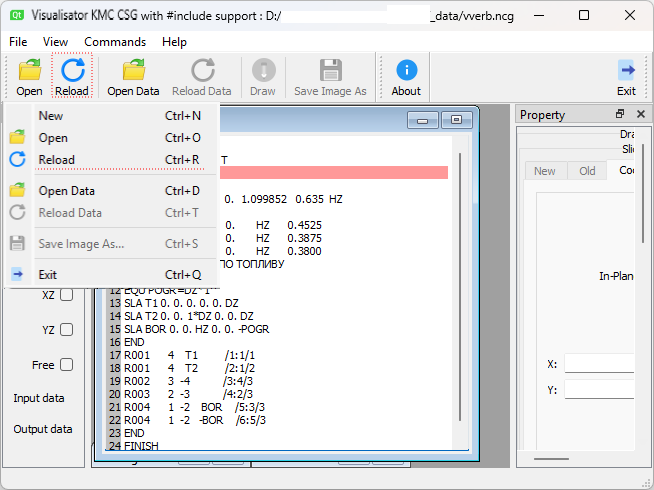 Visualisator KMC CSG with #include support : D:/ _data/vverb.ncg
File View Commands Help
Open Reload Open Data Reload Data Draw Save Image As About Exit
New Ctrl+N
Open Ctrl+O
Reload Ctrl+R
Open Data Ctrl+D
Reload Data Ctrl+T
Save Image As... Ctrl+S
Exit Ctrl+Q
XZ
YZ
Free
Input data
Output data
T
0. 1.099852 0.635 HZ
0. HZ 0.4525
0. HZ 0.3875
0. HZ 0.3800
ПО ТОПЛИВУ
12 EQU POGR=DZ*1**
13 SLA T1 0. 0. 0. 0. 0. DZ
14 SLA T2 0. 0. 1*DZ 0. 0. DZ
15 SLA BOR 0. 0. HZ 0. 0. -POGR
16 END
17 R001 4 T1 /1:1/1
18 R001 4 T2 /2:1/2
19 R002 3 -4 /3:4/3
20 R003 2 -3 /4:2/3
21 R004 1 -2 BOR /5:3/3
22 R004 1 -2 -BOR /6:5/3
23 END
24 FINISH
Property
Dra
Slic
New Old Coo
In-Plan
X:
Y: